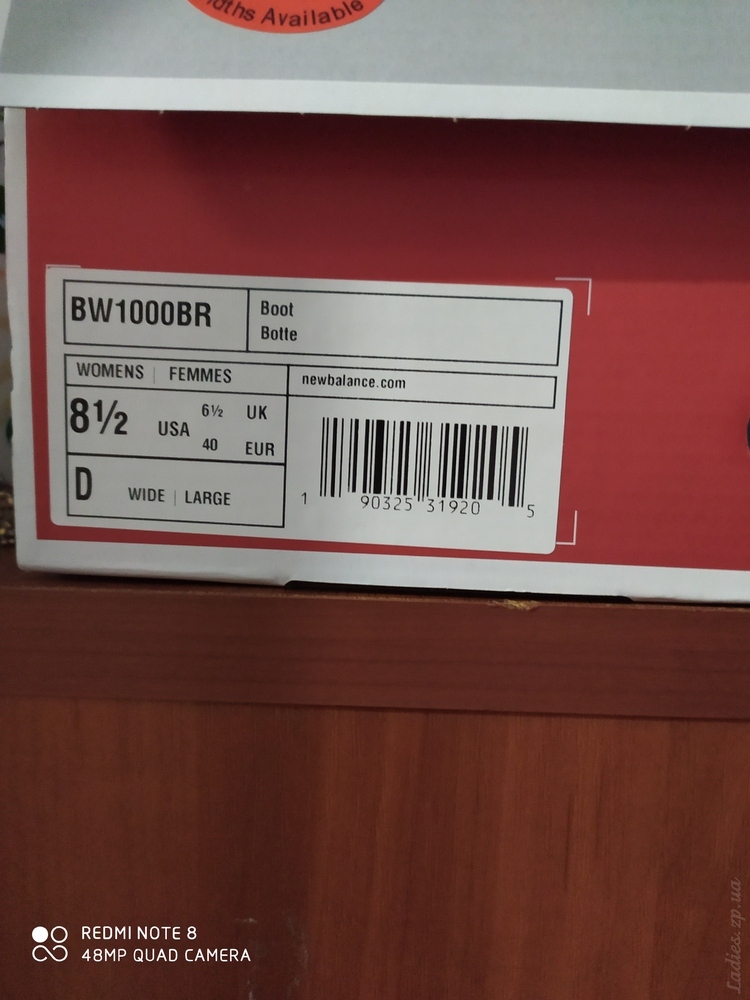 Available
BW1000BR
Boot
Botte
WOMENS | FEMMES
newbalance.com
8½ USA 6½ UK
40 EUR
D WIDE | LARGE
1 90325 31920 5
REDMI NOTE 8
48MP QUAD CAMERA
Ladies.zp.ua